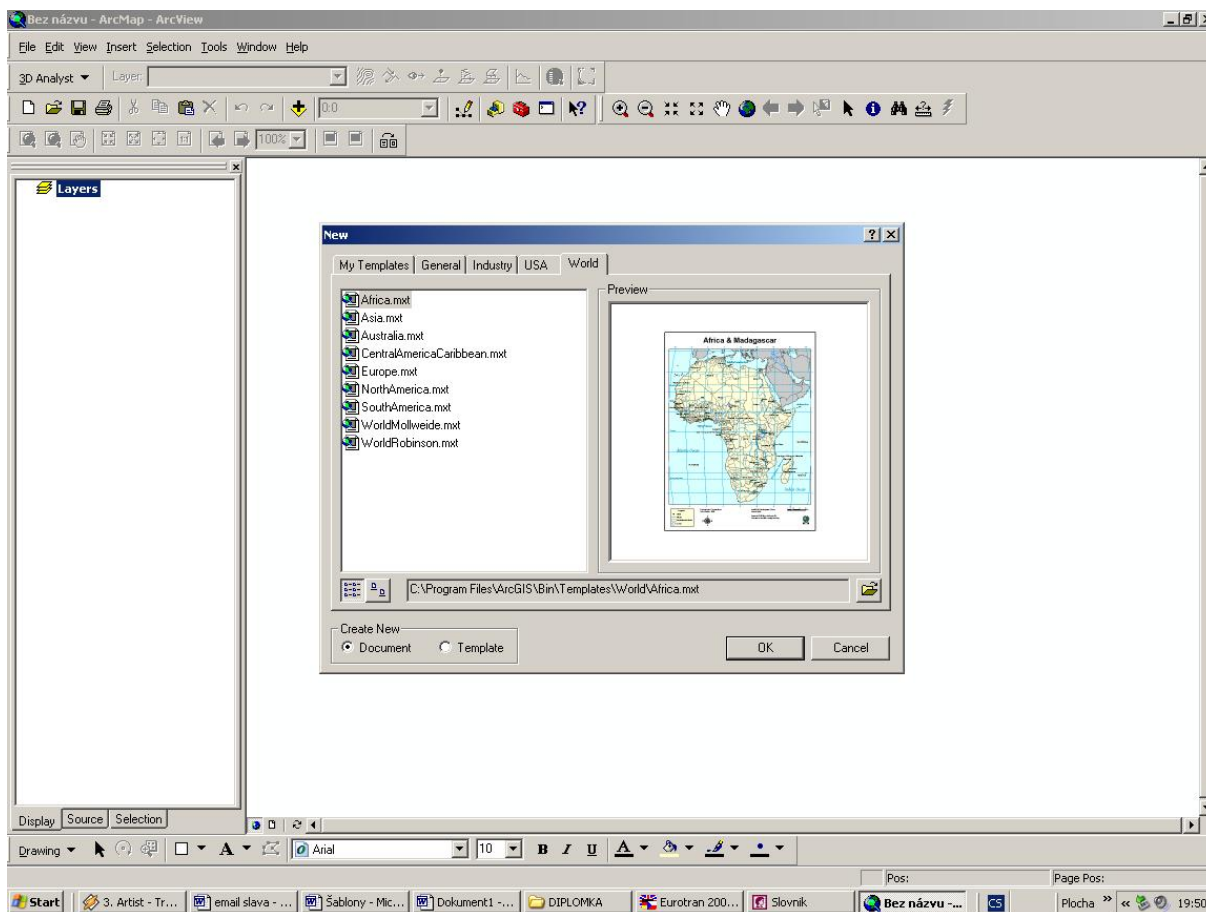 Bez názvu - ArcMap - ArcView
File Edit View Insert Selection Tools Window Help
3D Analyst Layer:
0:0
100%
Layers
New
My Templates General Industry USA World
Africa.mxt
Asia.mxt
Australia.mxt
CentralAmericaCaribbean.mxt
Europe.mxt
NorthAmerica.mxt
SouthAmerica.mxt
WorldMollweide.mxt
WorldRobinson.mxt
Preview
Africa & Madagascar
C:\Program Files\ArcGIS\Bin\Templates\World\Africa.mxt
Create New
Document Template
OK Cancel
Display Source Selection
Drawing A Arial 10 B I U A
Pos: Page Pos:
Start 3. Artist - Tr... email slava - ... Šablony - Mic... Dokument1 -... DIPLOMKA Eurotran 200... Slovnik Bez názvu -... CS Plocha » « 19:50